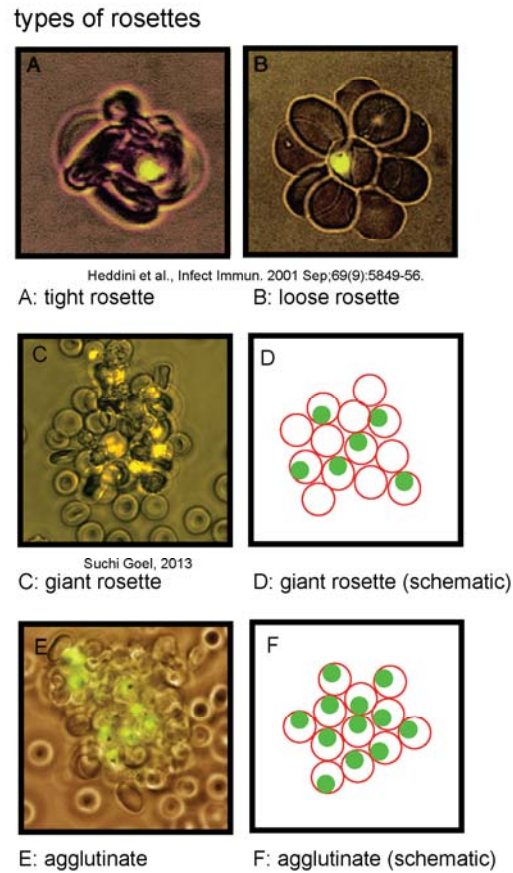 types of rosettes
A
B
Heddini et al., Infect Immun. 2001 Sep;69(9):5849-56.
A: tight rosette
B: loose rosette
C
D
Suchi Goel, 2013
C: giant rosette
D: giant rosette (schematic)
E
F
E: agglutinate
F: agglutinate (schematic)